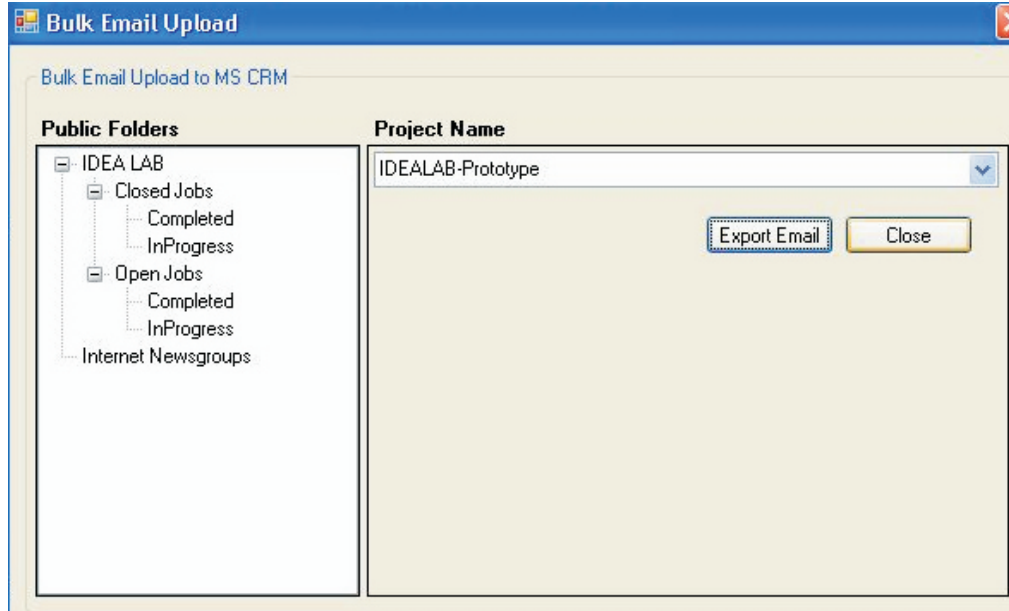 Bulk Email Upload
Bulk Email Upload to MS CRM
Public Folders
Project Name
IDEA LAB
Closed Jobs
Completed
InProgress
Open Jobs
Completed
InProgress
Internet Newsgroups
IDEALAB-Prototype
Export Email
Close